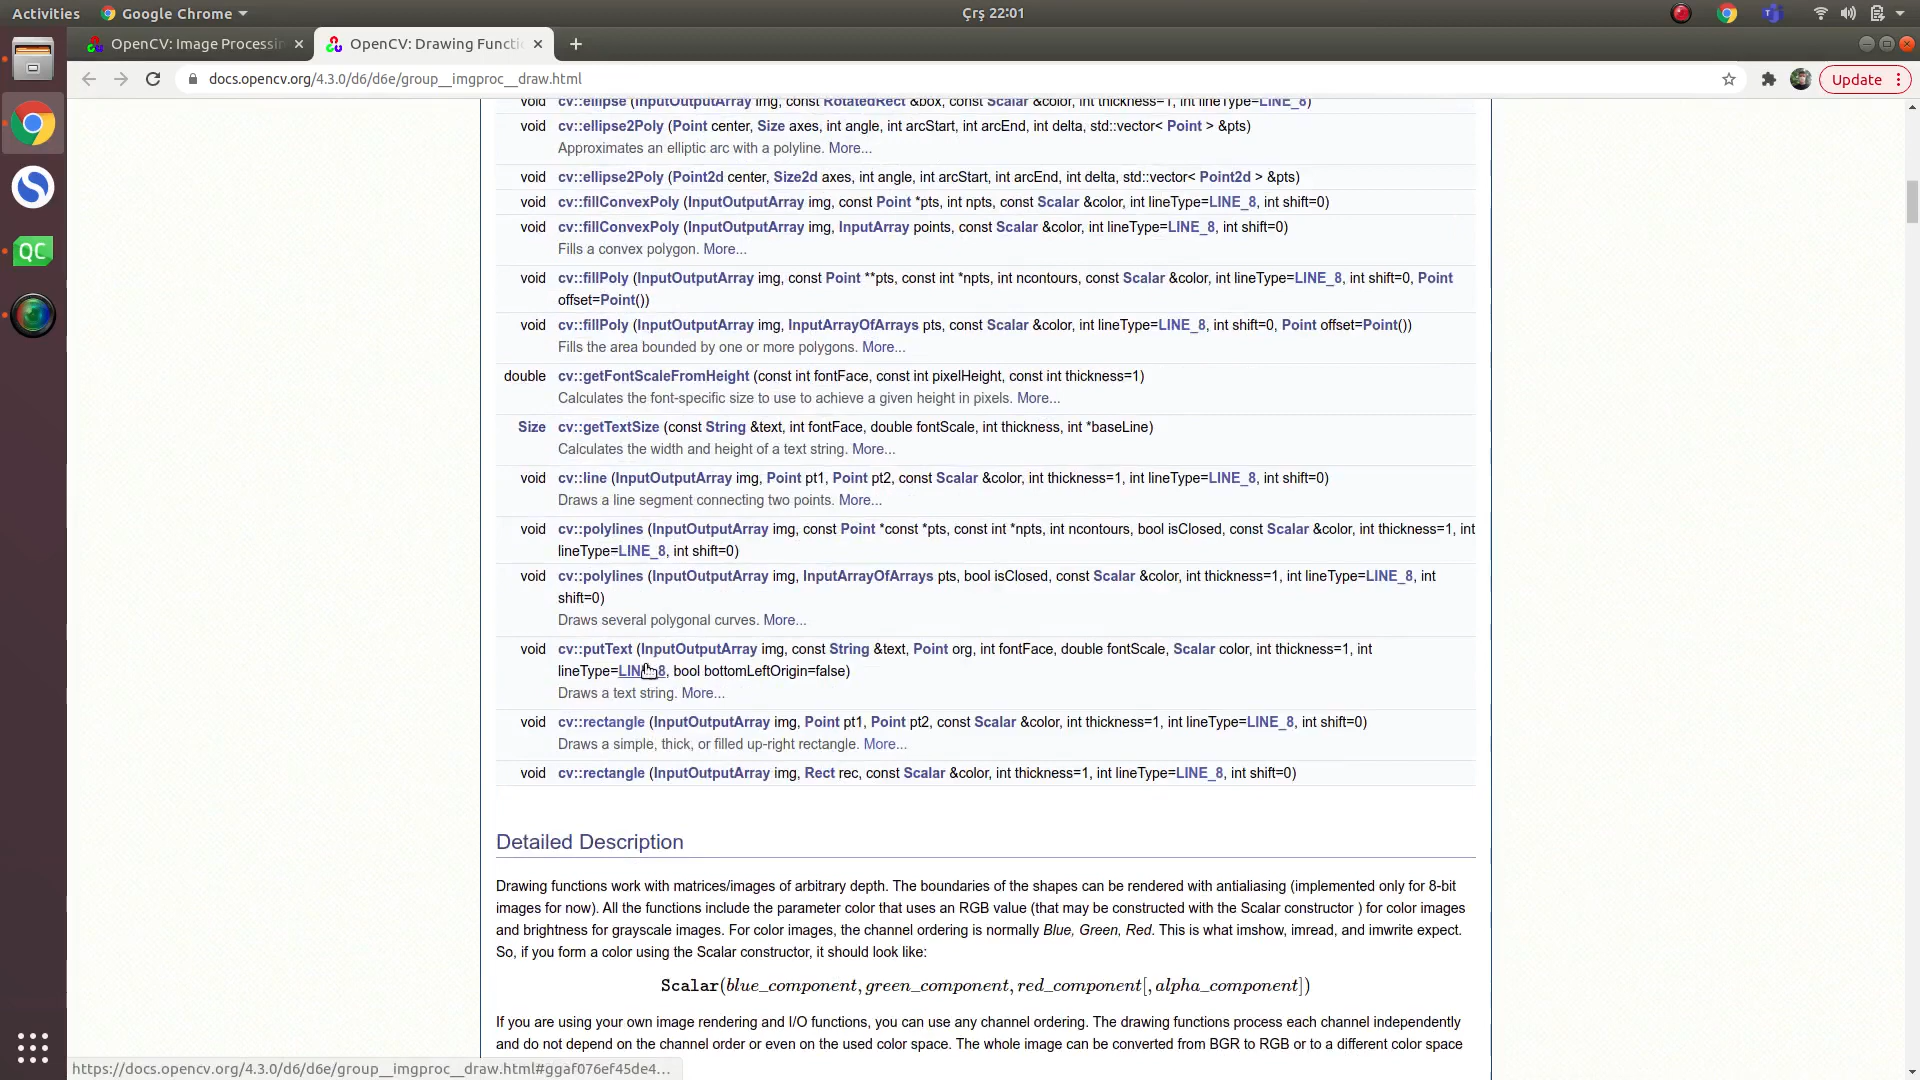 Activities Google Chrome Çrş 22:01
OpenCV: Image Processin OpenCV: Drawing Functi
docs.opencv.org/4.3.0/d6/d6e/group__imgproc__draw.html Update
void cv::ellipse (InputOutputArray img, const RotatedRect &box, const Scalar &color, int thickness=1, int lineType=LINE_8)
void cv::ellipse2Poly (Point center, Size axes, int angle, int arcStart, int arcEnd, int delta, std::vector< Point > &pts)
Approximates an elliptic arc with a polyline. More...
void cv::ellipse2Poly (Point2d center, Size2d axes, int angle, int arcStart, int arcEnd, int delta, std::vector< Point2d > &pts)
void cv::fillConvexPoly (InputOutputArray img, const Point *pts, int npts, const Scalar &color, int lineType=LINE_8, int shift=0)
void cv::fillConvexPoly (InputOutputArray img, InputArray points, const Scalar &color, int lineType=LINE_8, int shift=0)
Fills a convex polygon. More...
QC
void cv::fillPoly (InputOutputArray img, const Point **pts, const int *npts, int ncontours, const Scalar &color, int lineType=LINE_8, int shift=0, Point
offset=Point())
void cv::fillPoly (InputOutputArray img, InputArrayOfArrays pts, const Scalar &color, int lineType=LINE_8, int shift=0, Point offset=Point())
Fills the area bounded by one or more polygons. More...
double cv::getFontScaleFromHeight (const int fontFace, const int pixelHeight, const int thickness=1)
Calculates the font-specific size to use to achieve a given height in pixels. More...
Size cv::getTextSize (const String &text, int fontFace, double fontScale, int thickness, int *baseLine)
Calculates the width and height of a text string. More...
void cv::line (InputOutputArray img, Point pt1, Point pt2, const Scalar &color, int thickness=1, int lineType=LINE_8, int shift=0)
Draws a line segment connecting two points. More...
void cv::polylines (InputOutputArray img, const Point *const *pts, const int *npts, int ncontours, bool isClosed, const Scalar &color, int thickness=1, int
lineType=LINE_8, int shift=0)
void cv::polylines (InputOutputArray img, InputArrayOfArrays pts, bool isClosed, const Scalar &color, int thickness=1, int lineType=LINE_8, int
shift=0)
Draws several polygonal curves. More...
void cv::putText (InputOutputArray img, const String &text, Point org, int fontFace, double fontScale, Scalar color, int thickness=1, int
lineType=LINE_8, bool bottomLeftOrigin=false)
Draws a text string. More...
void cv::rectangle (InputOutputArray img, Point pt1, Point pt2, const Scalar &color, int thickness=1, int lineType=LINE_8, int shift=0)
Draws a simple, thick, or filled up-right rectangle. More...
void cv::rectangle (InputOutputArray img, Rect rec, const Scalar &color, int thickness=1, int lineType=LINE_8, int shift=0)
Detailed Description
Drawing functions work with matrices/images of arbitrary depth. The boundaries of the shapes can be rendered with antialiasing (implemented only for 8-bit
images for now). All the functions include the parameter color that uses an RGB value (that may be constructed with the Scalar constructor ) for color images
and brightness for grayscale images. For color images, the channel ordering is normally Blue, Green, Red. This is what imshow, imread, and imwrite expect.
So, if you form a color using the Scalar constructor, it should look like:
Scalar(blue_component, green_component, red_component[, alpha_component])
If you are using your own image rendering and I/O functions, you can use any channel ordering. The drawing functions process each channel independently
and do not depend on the channel order or even on the used color space. The whole image can be converted from BGR to RGB or to a different color space
https://docs.opencv.org/4.3.0/d6/d6e/group__imgproc__draw.html#ggaf076ef45de4...